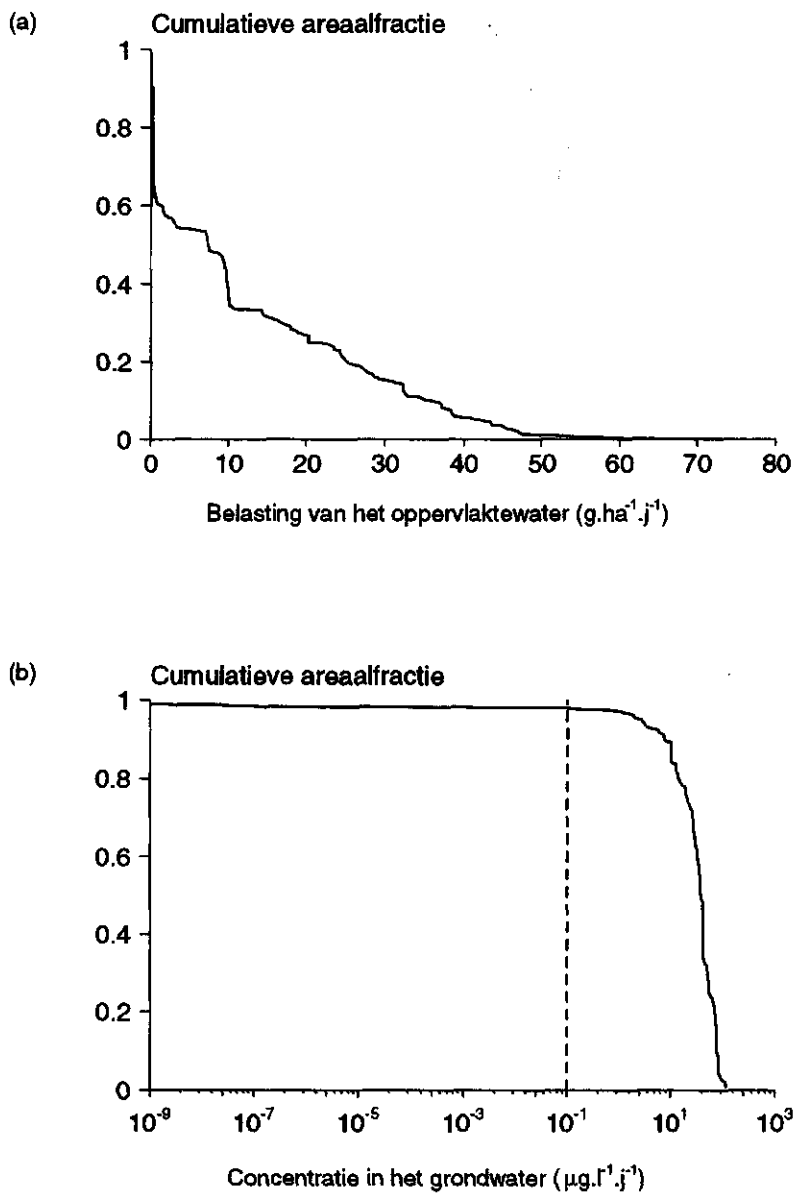 (a)
Cumulatieve areaalfractie
1
0.8
0.6
0.4
0.2
0
0 10 20 30 40 50 60 70 80
Belasting van het oppervlaktewater (g.ha⁻¹.j⁻¹)
(b)
Cumulatieve areaalfractie
1
0.8
0.6
0.4
0.2
0
10⁻⁹ 10⁻⁷ 10⁻⁵ 10⁻³ 10⁻¹ 10¹ 10³
Concentratie in het grondwater (μg.l⁻¹.j⁻¹)